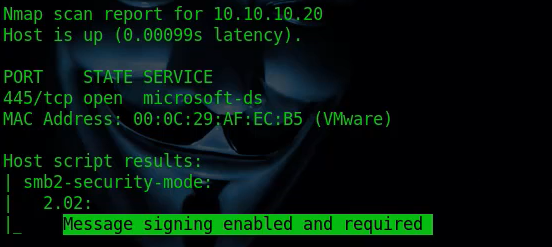 Nmap scan report for 10.10.10.20
Host is up (0.00099s latency).
PORT    STATE SERVICE
445/tcp open  microsoft-ds
MAC Address: 00:0C:29:AF:EC:B5 (VMware)
Host script results:
| smb2-security-mode:
|   2.02:
|_    Message signing enabled and required